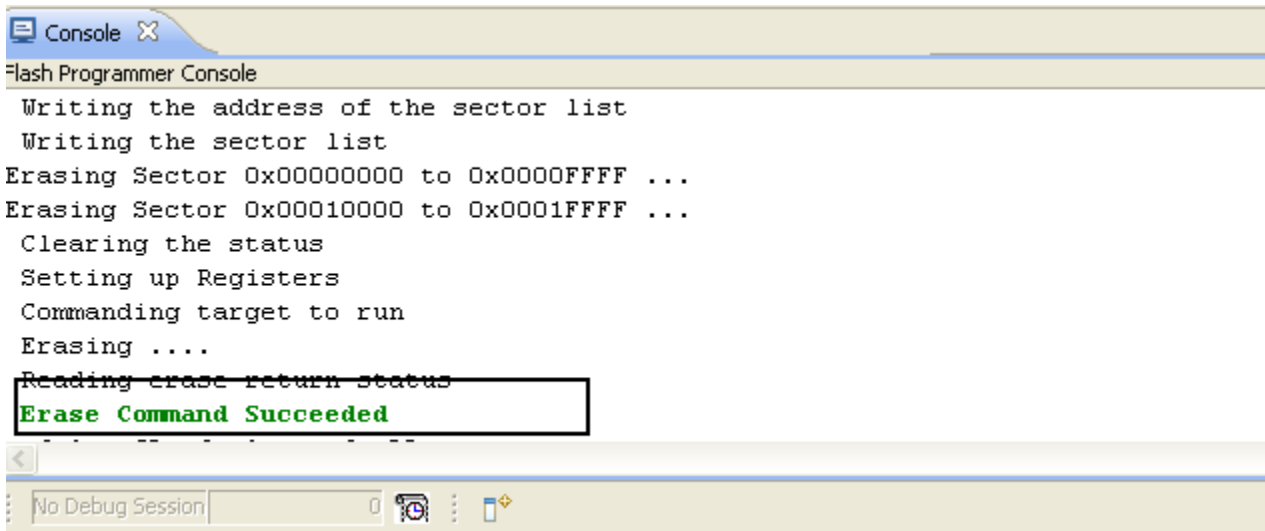 Console
Flash Programmer Console
Writing the address of the sector list
Writing the sector list
Erasing Sector 0x00000000 to 0x0000FFFF ...
Erasing Sector 0x00010000 to 0x0001FFFF ...
Clearing the status
Setting up Registers
Commanding target to run
Erasing ....
Reading erase return status
Erase Command Succeeded
No Debug Session 0